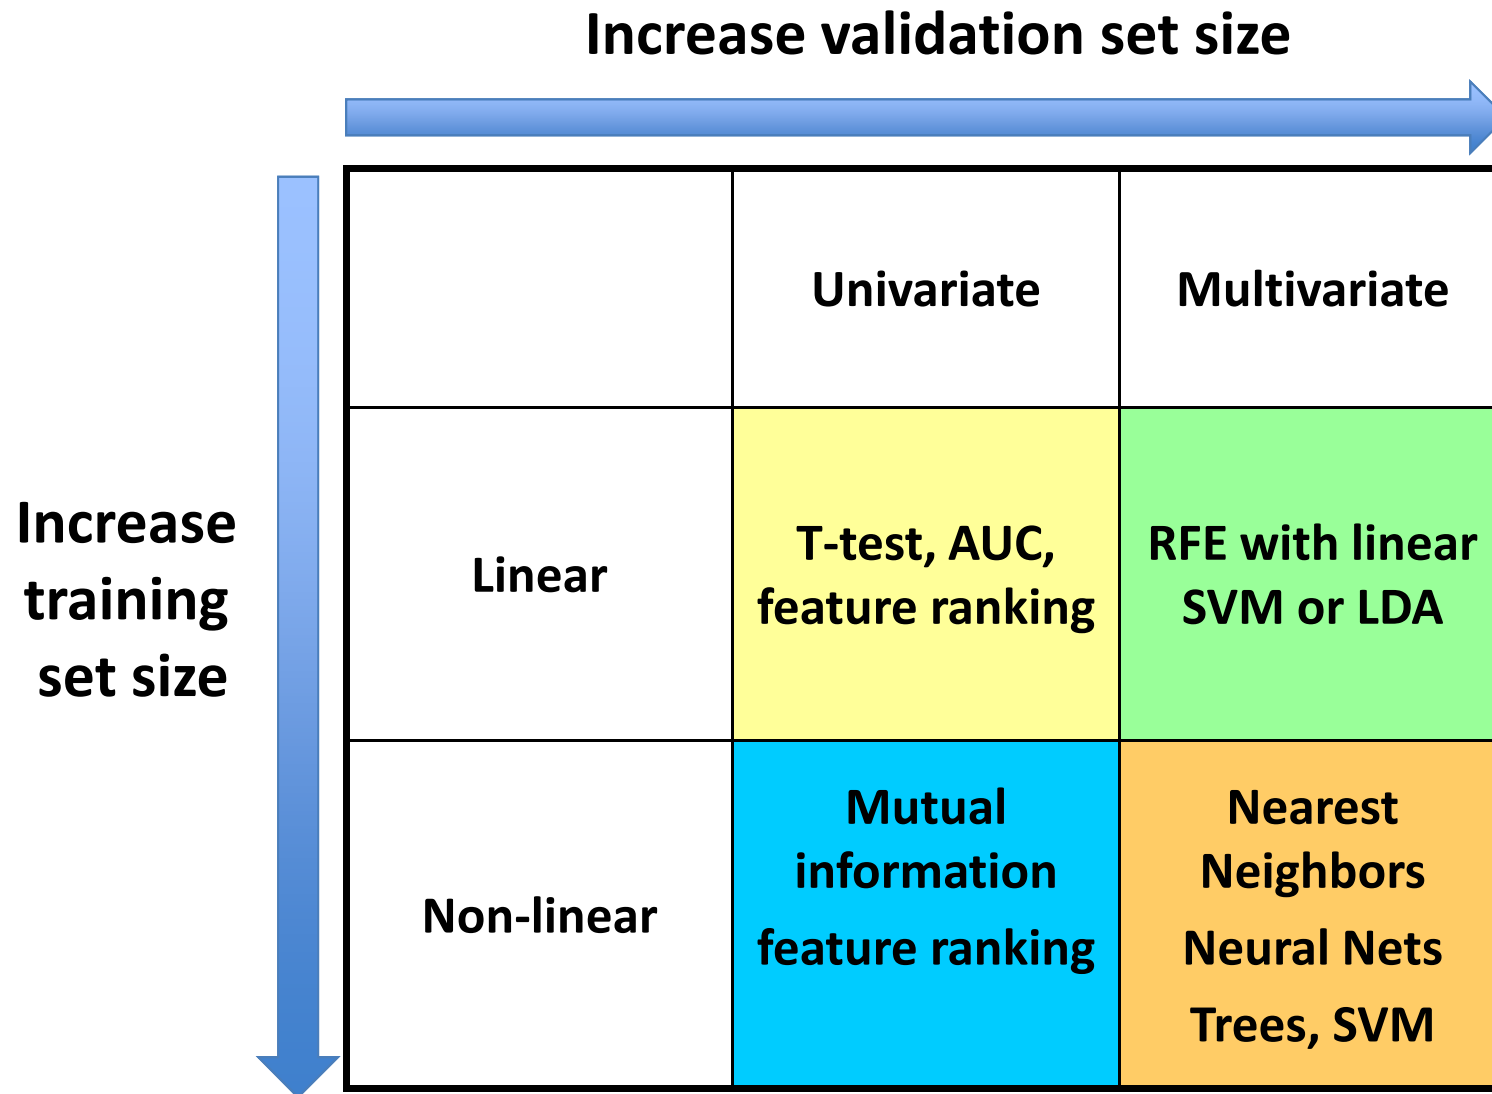 Increase validation set size
Increase
training
set size
Univariate
Multivariate
Linear
T-test, AUC,
feature ranking
RFE with linear
SVM or LDA
Non-linear
Mutual
information
feature ranking
Nearest
Neighbors
Neural Nets
Trees, SVM